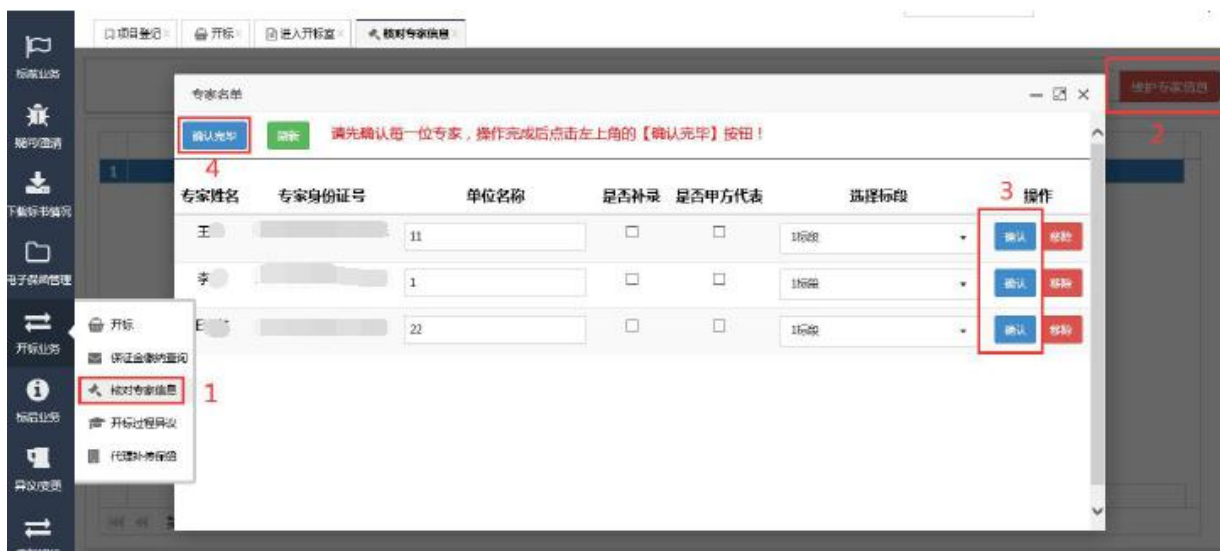 项目登记 开标 进入开标室 核对专家信息
标前业务
疑问澄清
下载标书情况
电子保函管理
开标业务
标后业务
异议/变更
维护专家信息
2
专家名单
确认完毕 刷新 请先确认每一位专家，操作完成后点击左上角的【确认完毕】按钮！
4
1
专家姓名 专家身份证号 单位名称 是否补录 是否甲方代表 选择标段 3 操作
王 11 1标段 确认 移除
李 1 1标段 确认 移除
22 1标段 确认 移除
开标
保证金缴纳查询
核对专家信息 1
开标过程异议
代理补传保函